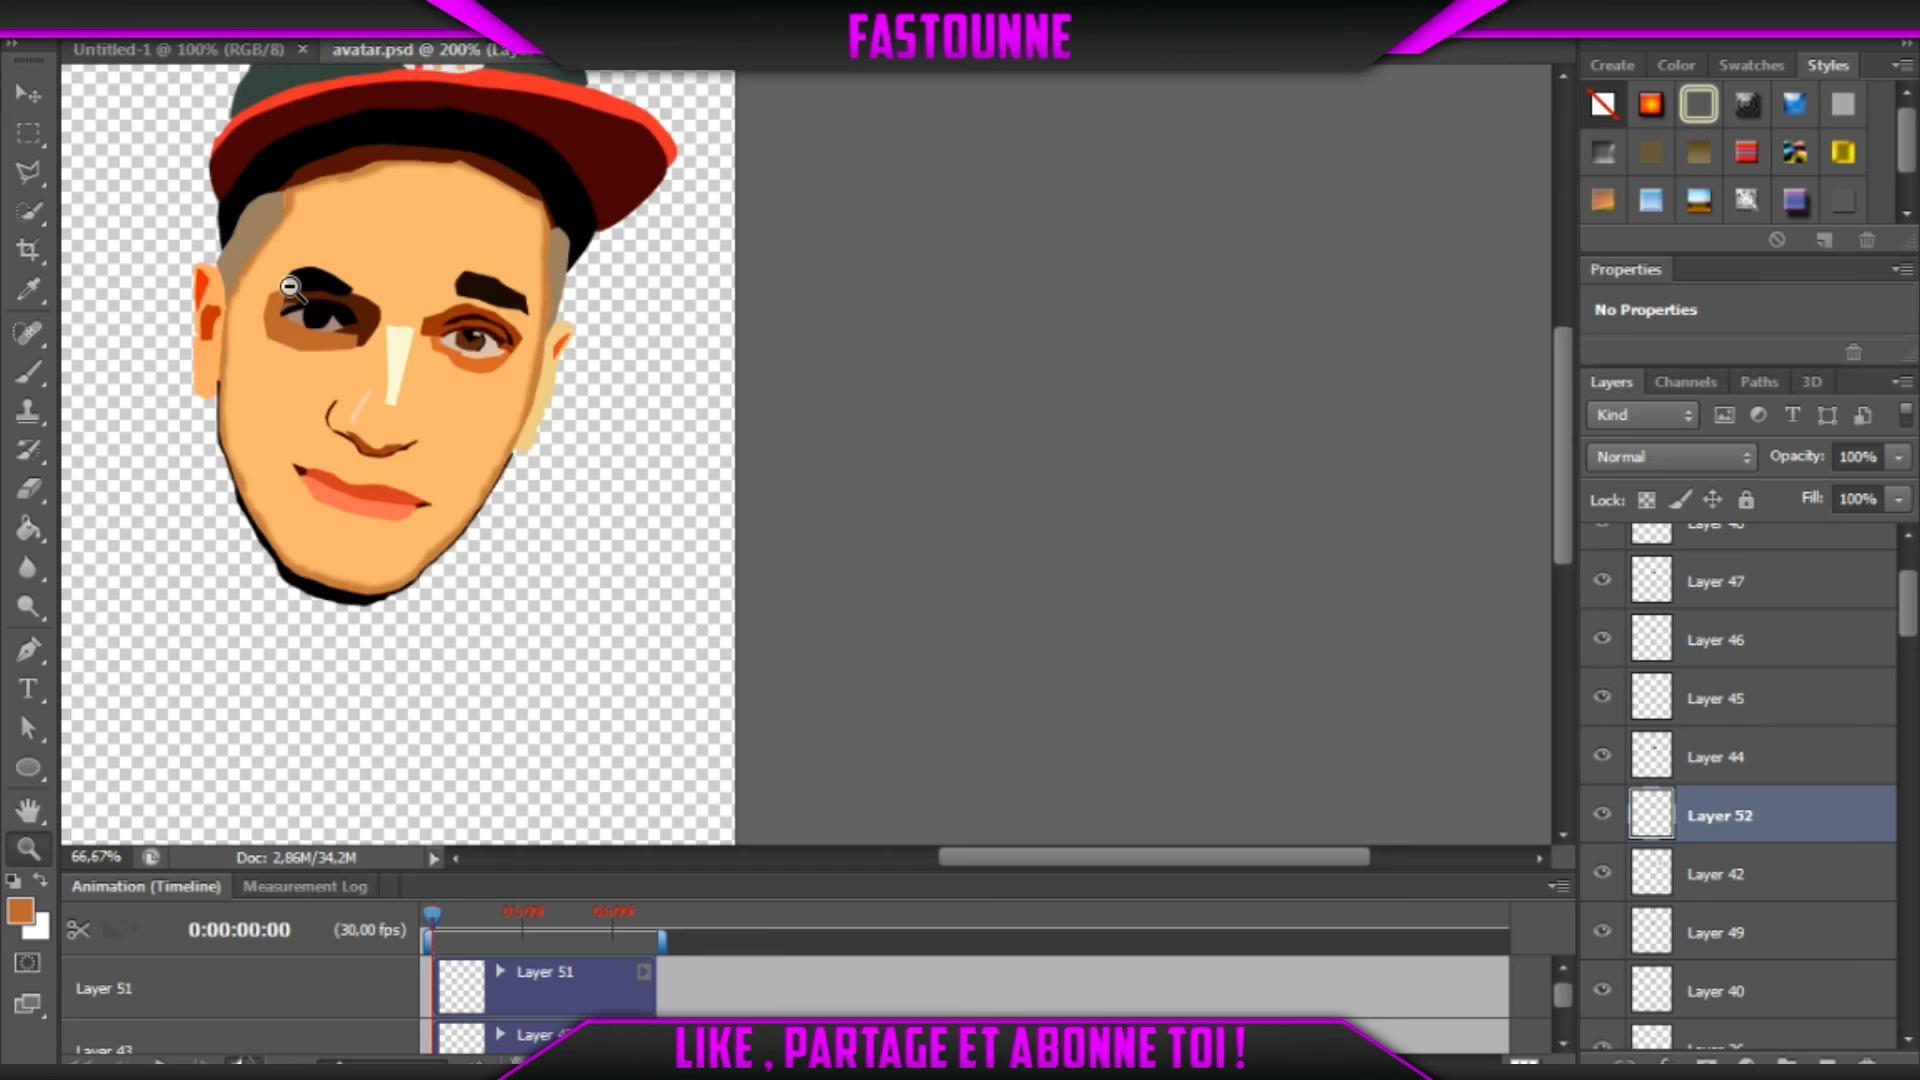 FASTOUNNE
Untitled-1 @ 100% (RGB/8) ×
avatar.psd @ 200%
Create Color Swatches Styles
Properties
No Properties
Layers Channels Paths 3D
Kind
Normal Opacity: 100%
Lock: Fill: 100%
Layer 47
Layer 46
Layer 45
Layer 44
Layer 52
Layer 42
Layer 49
Layer 40
66,67% Doc: 2,86M/34,2M
Animation (Timeline) Measurement Log
0:00:00:00 (30,00 fps)
Layer 51 Layer 51
Layer 43 Layer
LIKE , PARTAGE ET ABONNE TOI !